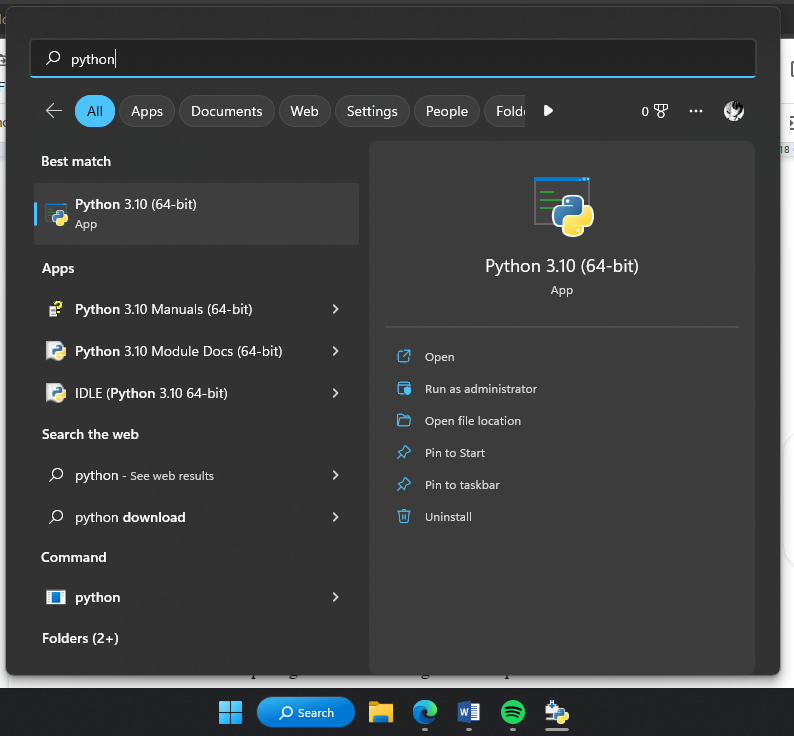 python
All
Apps
Documents
Web
Settings
People
Fold
0
Best match
Python 3.10 (64-bit)
App
Apps
Python 3.10 Manuals (64-bit)
Python 3.10 Module Docs (64-bit)
IDLE (Python 3.10 64-bit)
Search the web
python - See web results
python download
Command
python
Folders (2+)
Python 3.10 (64-bit)
App
Open
Run as administrator
Open file location
Pin to Start
Pin to taskbar
Uninstall
18
Search
W